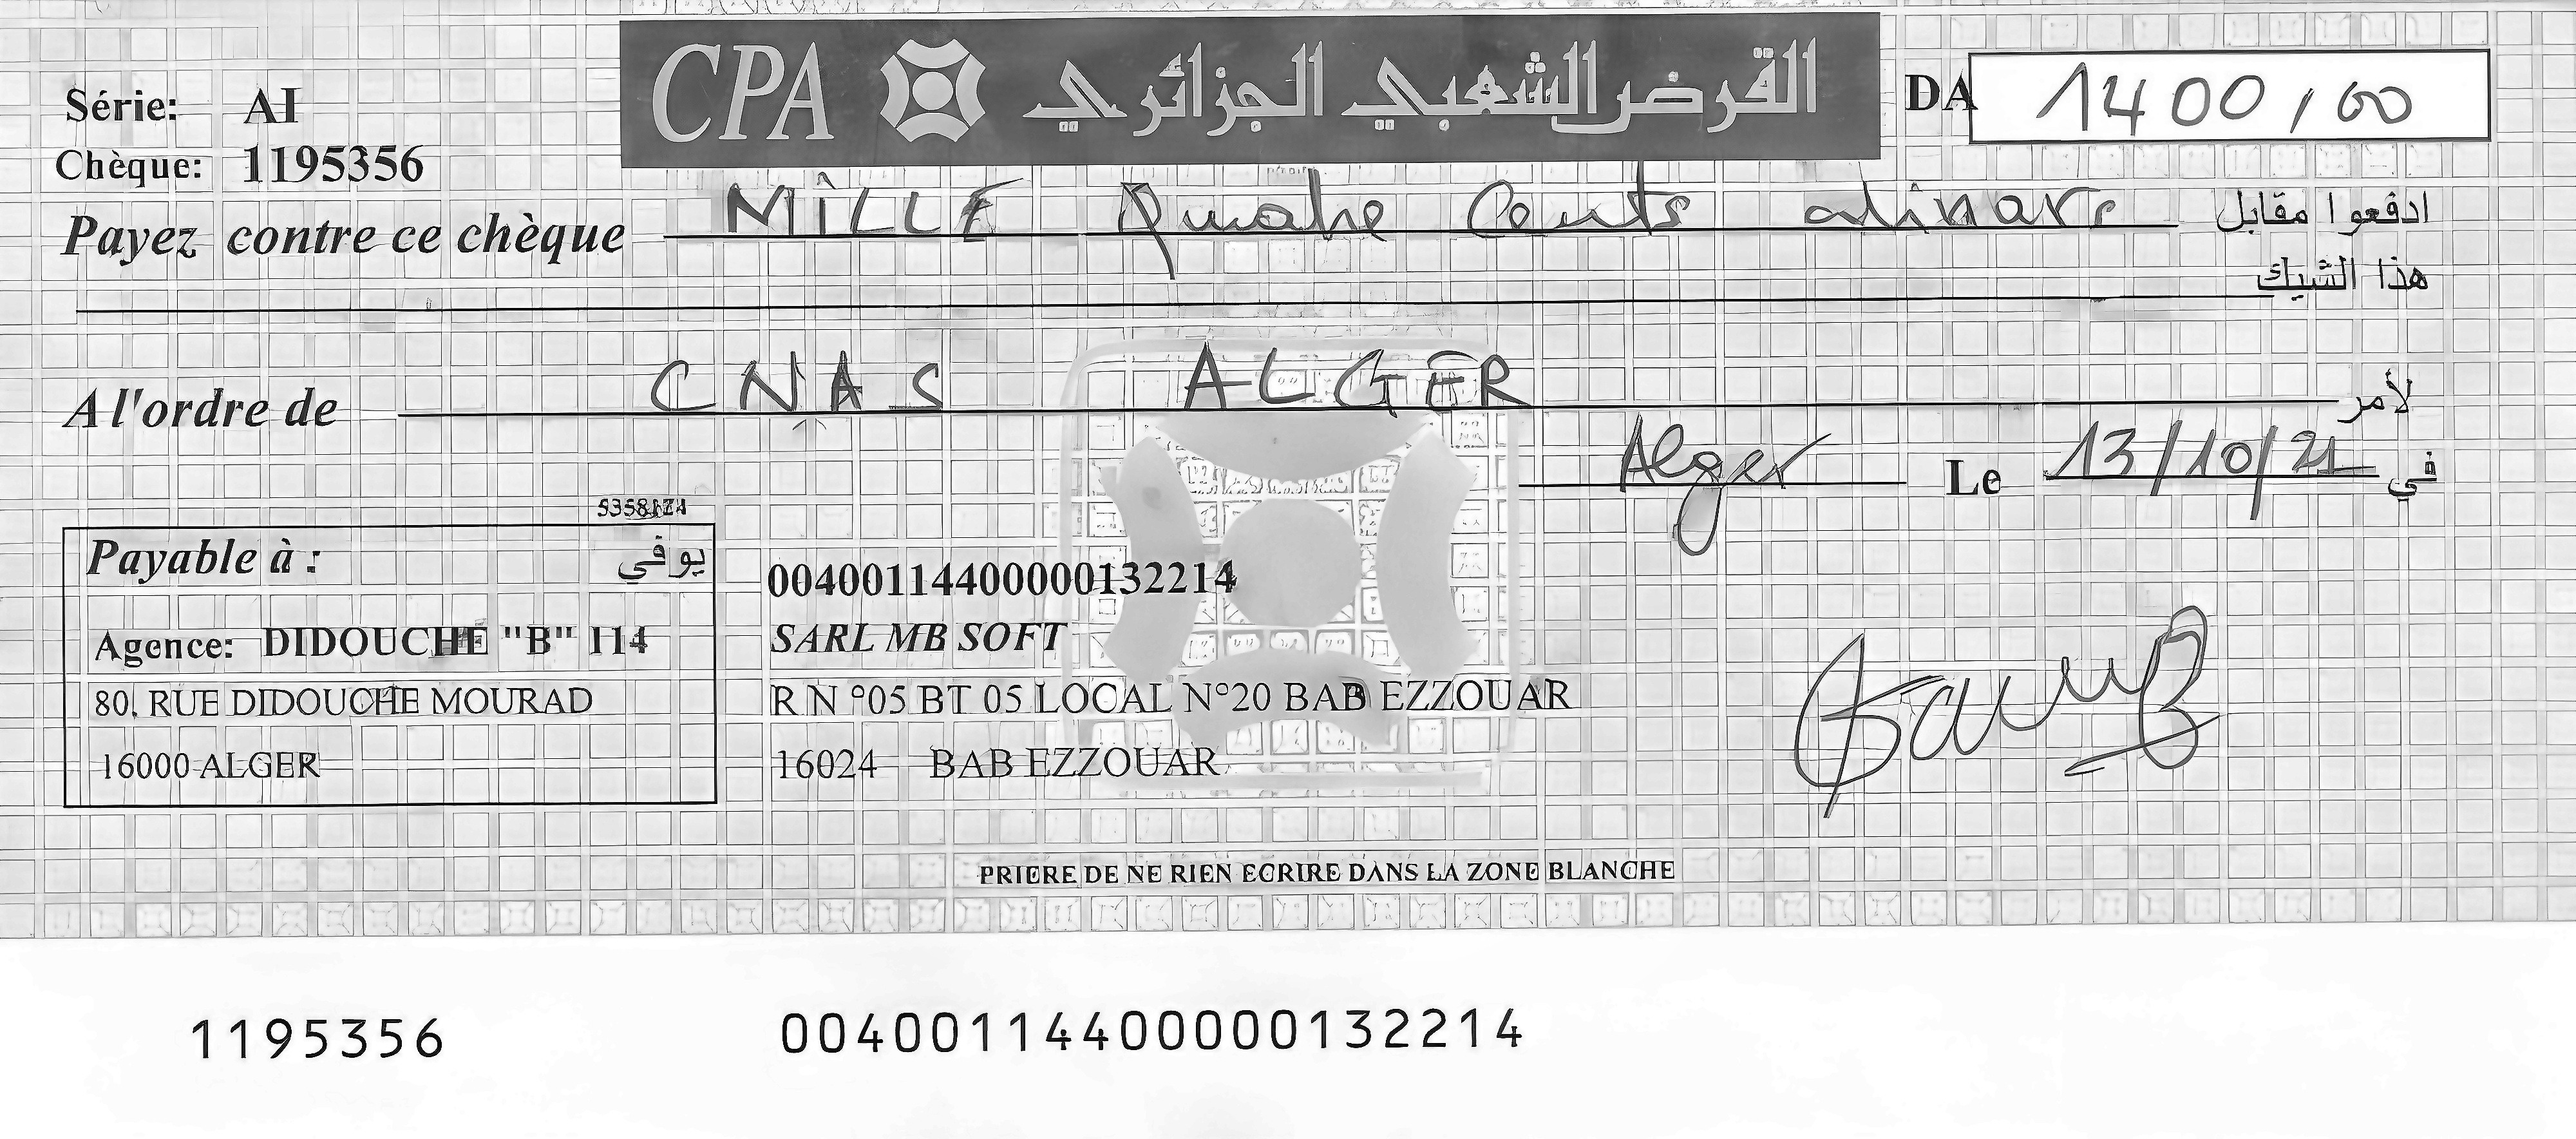 CPA القرض الشعبي الجزائري
Série: AI
DA 1400,00
Chèque: 1195356
Payez contre ce chèque MiLLE Quatre Cents dinars ادفعوا مقابل
هذا الشيك
A l'ordre de CNAS ALGER لأمر
Alger Le 13/10/21 في
Payable à : يوفي
00400114400000132214
Agence: DIDOUCHE "B" 114
SARL MB SOFT
80, RUE DIDOUCHE MOURAD
R N °05 BT 05 LOCAL N°20 BAB EZZOUAR
16000 ALGER
16024 BAB EZZOUAR
PRIERE DE NE RIEN ECRIRE DANS LA ZONE BLANCHE
1195356 00400114400000132214